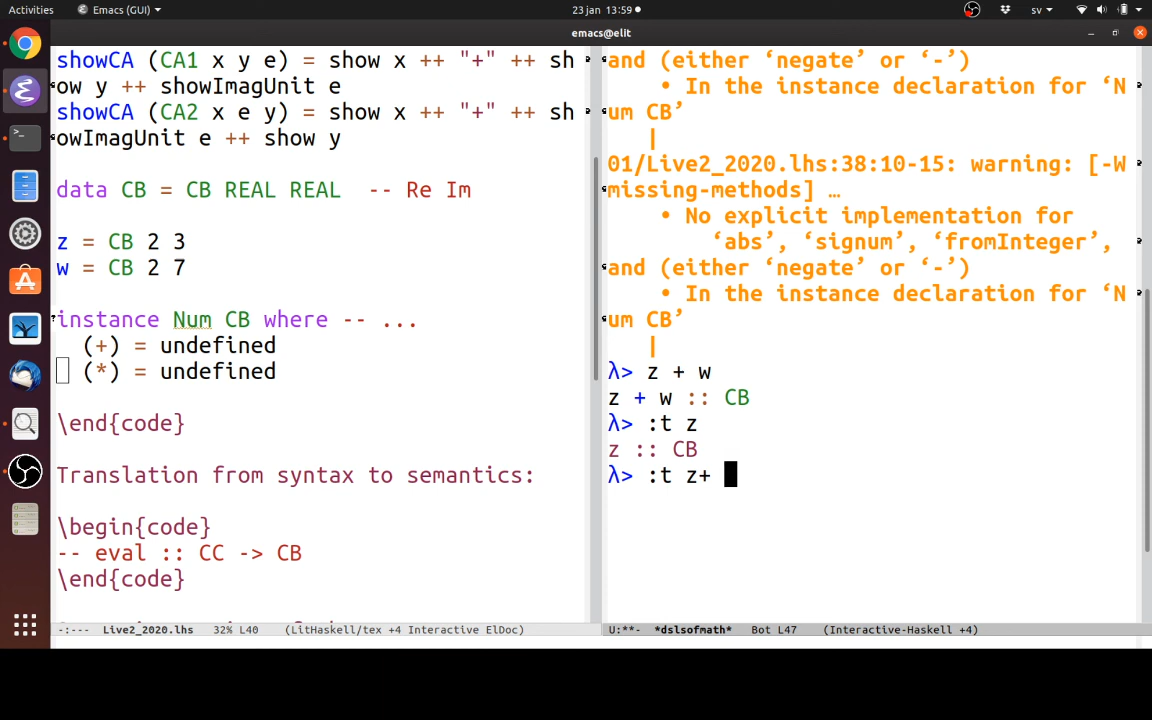 Activities Emacs (GUI) 23 jan 13:59 sv
emacs@elit
showCA (CA1 x y e) = show x ++ "+" ++ sh
ow y ++ showImagUnit e
showCA (CA2 x e y) = show x ++ "+" ++ sh
owImagUnit e ++ show y
data CB = CB REAL REAL  -- Re Im
z = CB 2 3
w = CB 2 7
instance Num CB where -- ...
(+) = undefined
(*) = undefined
\end{code}
Translation from syntax to semantics:
\begin{code}
-- eval :: CC -> CB
\end{code}
-:---  Live2_2020.lhs   32% L40   (LitHaskell/tex +4 Interactive ElDoc)
and (either ‘negate’ or ‘-’)
• In the instance declaration for ‘N
um CB’
|
01/Live2_2020.lhs:38:10-15: warning: [-W
missing-methods] …
• No explicit implementation for
‘abs’, ‘signum’, ‘fromInteger’,
and (either ‘negate’ or ‘-’)
• In the instance declaration for ‘N
um CB’
|
λ> z + w
z + w :: CB
λ> :t z
z :: CB
λ> :t z+
U:**-  *dslsofmath*   Bot L47   (Interactive-Haskell +4)